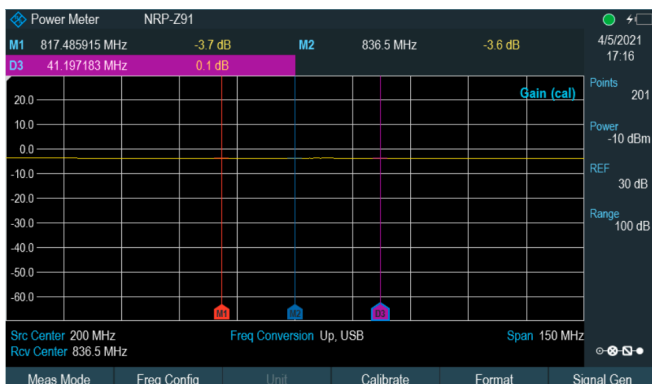 Power Meter NRP-Z91
M1 817.485915 MHz -3.7 dB M2 836.5 MHz -3.6 dB
D3 41.197183 MHz 0.1 dB
4/5/2021
17:16
Gain (cal)
20.0
10.0
0.0
-10.0
-20.0
-30.0
-40.0
-50.0
-60.0
M1 M2 D3
Points
201
Power
-10 dBm
REF
30 dB
Range
100 dB
Src Center 200 MHz Freq Conversion Up, USB Span 150 MHz
Rcv Center 836.5 MHz
Meas Mode Freq Config Unit Calibrate Format Signal Gen